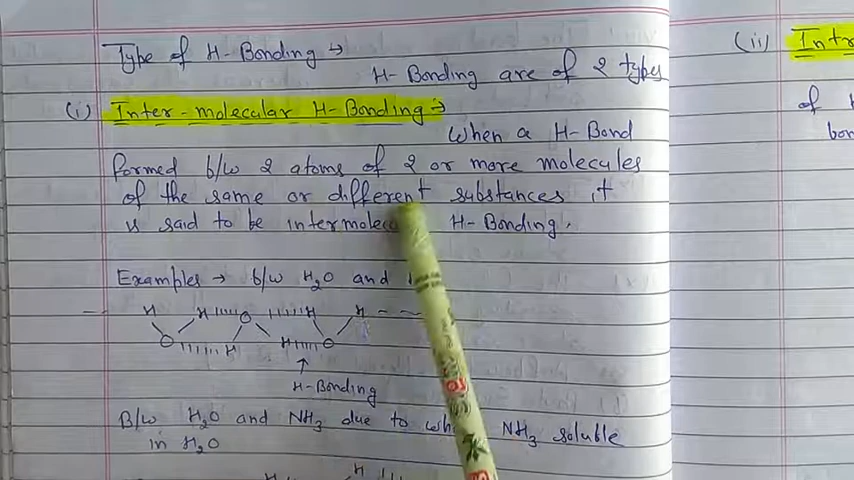 Type of H-Bonding →
H-Bonding are of 2 types
(i) Inter-molecular H-Bonding →
When a H-Bond
formed b/w 2 atoms of 2 or more molecules
of the same or different substances it
is said to be intermolec H-Bonding.
Examples → b/w H2O and
H H O H H
O H H O
H-Bonding
B/w H2O and NH3 due to wh NH3 soluble
in H2O
H H
(ii) Intr
of H
bon